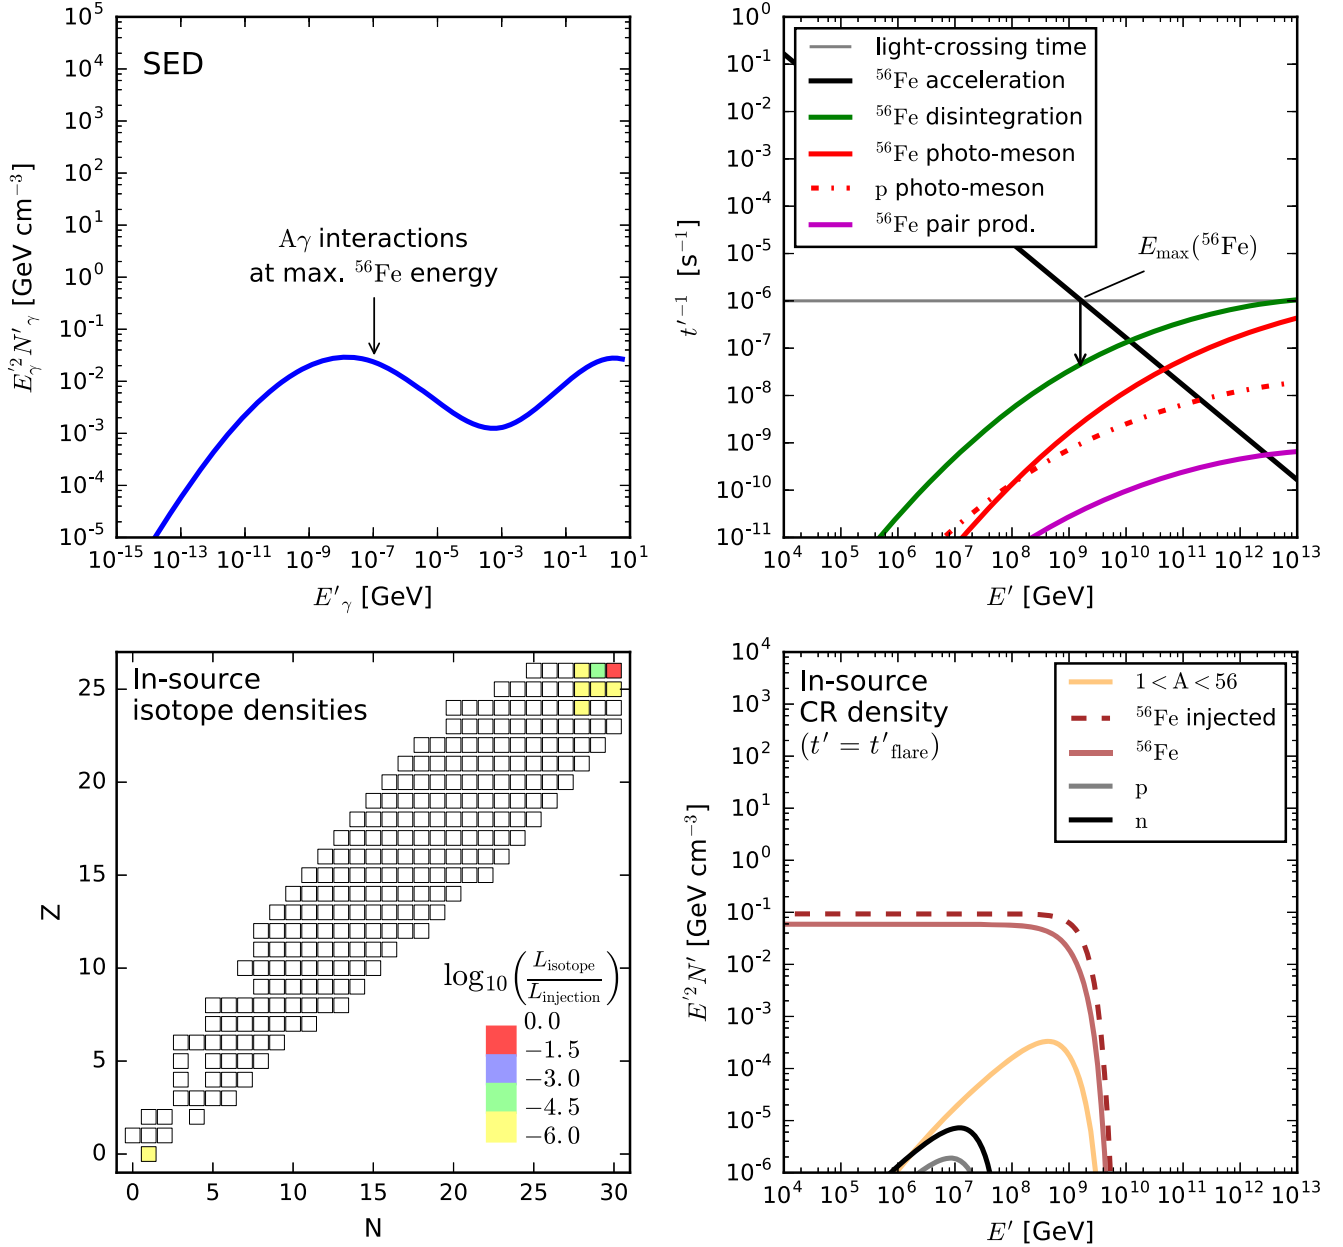 SED
Aγ interactions
at max. ⁵⁶Fe energy
E'²γ N'γ [GeV cm⁻³]
10⁵
10⁴
10³
10²
10¹
10⁰
10⁻¹
10⁻²
10⁻³
10⁻⁴
10⁻⁵
10⁻¹⁵ 10⁻¹³ 10⁻¹¹ 10⁻⁹ 10⁻⁷ 10⁻⁵ 10⁻³ 10⁻¹ 10¹
E'γ [GeV]
light-crossing time
⁵⁶Fe acceleration
⁵⁶Fe disintegration
⁵⁶Fe photo-meson
p photo-meson
⁵⁶Fe pair prod.
E_max(⁵⁶Fe)
t'⁻¹ [s⁻¹]
10⁰
10⁻¹
10⁻²
10⁻³
10⁻⁴
10⁻⁵
10⁻⁶
10⁻⁷
10⁻⁸
10⁻⁹
10⁻¹⁰
10⁻¹¹
10⁴ 10⁵ 10⁶ 10⁷ 10⁸ 10⁹ 10¹⁰ 10¹¹ 10¹² 10¹³
E' [GeV]
In-source
isotope densities
log₁₀(L_isotope/L_injection)
0.0
−1.5
−3.0
−4.5
−6.0
Z
25
20
15
10
5
0
0 5 10 15 20 25 30
N
In-source
CR density
(t' = t'_flare)
1 < A < 56
⁵⁶Fe injected
⁵⁶Fe
p
n
E'² N' [GeV cm⁻³]
10⁴
10³
10²
10¹
10⁰
10⁻¹
10⁻²
10⁻³
10⁻⁴
10⁻⁵
10⁻⁶
10⁴ 10⁵ 10⁶ 10⁷ 10⁸ 10⁹ 10¹⁰ 10¹¹ 10¹² 10¹³
E' [GeV]